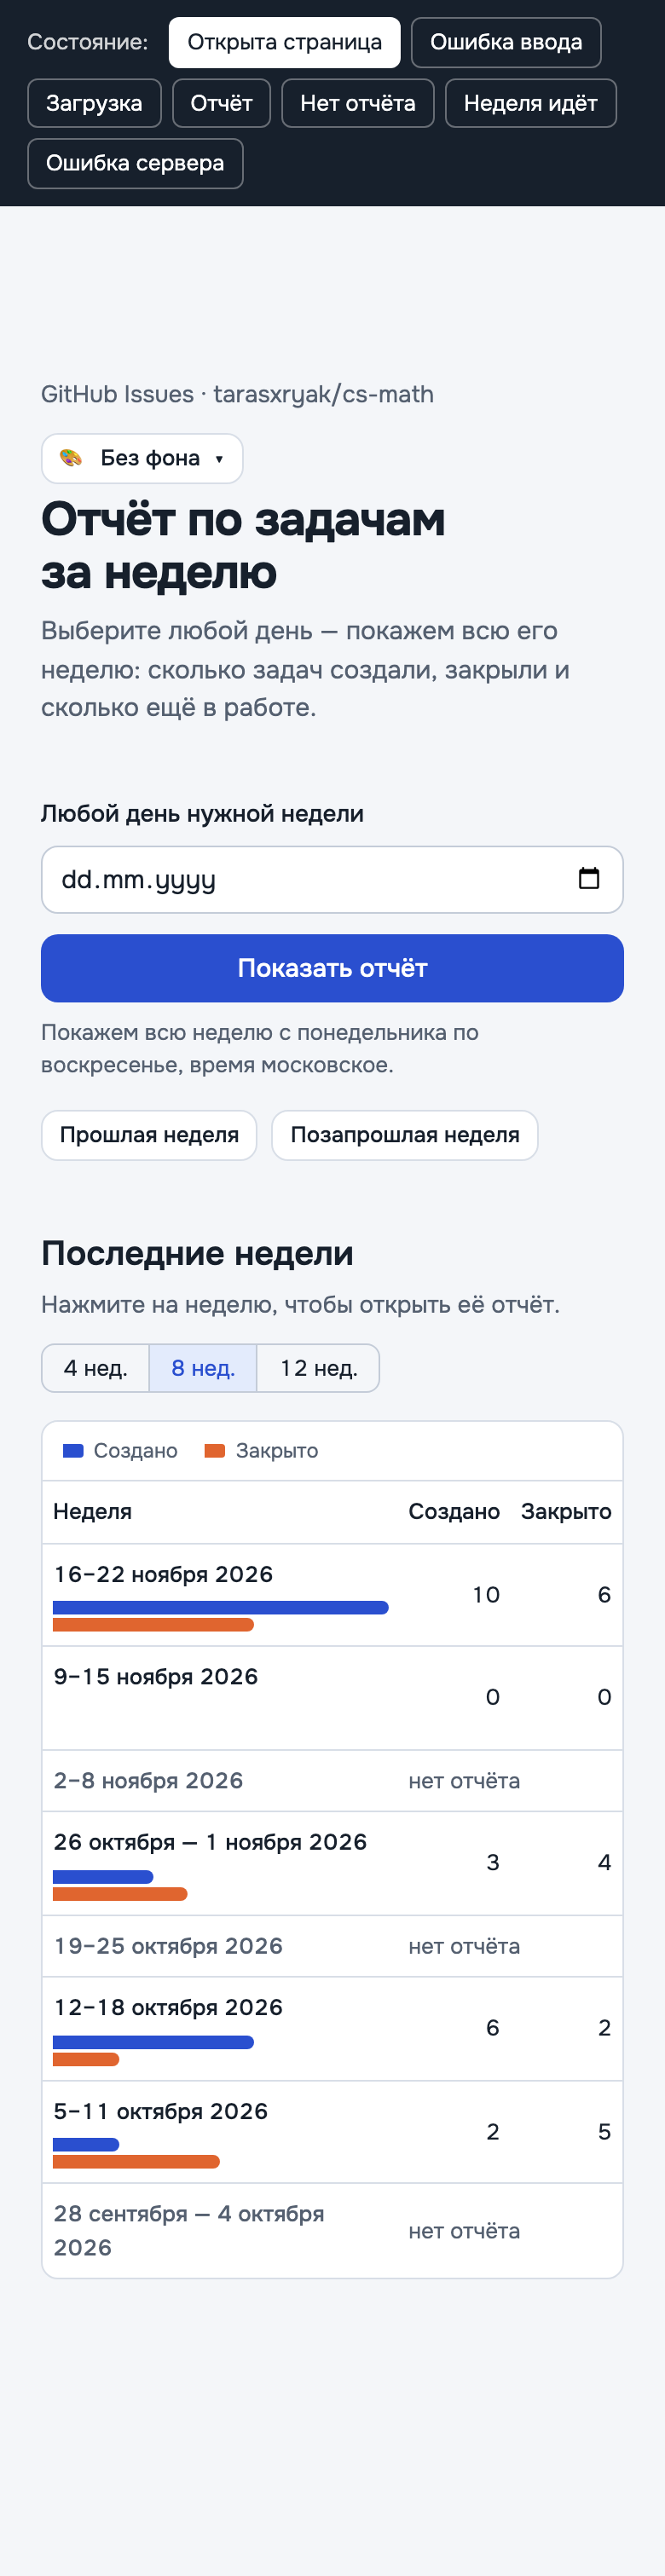 Состояние: Открыта страница Ошибка ввода
Загрузка Отчёт Нет отчёта Неделя идёт
Ошибка сервера
GitHub Issues · tarasxryak/cs-math
Без фона
Отчёт по задачам
за неделю
Выберите любой день — покажем всю его
неделю: сколько задач создали, закрыли и
сколько ещё в работе.
Любой день нужной недели
dd.mm.yyyy
Показать отчёт
Покажем всю неделю с понедельника по
воскресенье, время московское.
Прошлая неделя Позапрошлая неделя
Последние недели
Нажмите на неделю, чтобы открыть её отчёт.
4 нед. 8 нед. 12 нед.
Создано Закрыто
Неделя Создано Закрыто
16–22 ноября 2026 10 6
9–15 ноября 2026 0 0
2–8 ноября 2026 нет отчёта
26 октября — 1 ноября 2026 3 4
19–25 октября 2026 нет отчёта
12–18 октября 2026 6 2
5–11 октября 2026 2 5
28 сентября — 4 октября
2026 нет отчёта